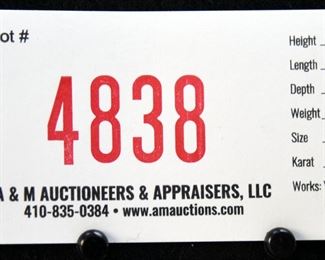 ot #
4838
A & M AUCTIONEERS & APPRAISERS, LLC
410-835-0384 • www.amauctions.com
Height
Length
Depth
Weight
Size
Karat
Works: